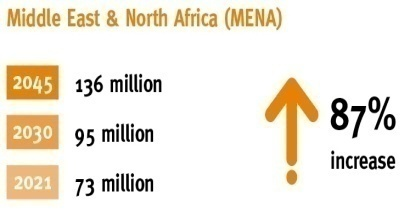 Middle East & North Africa (MENA)
2045 136 million
2030 95 million
2021 73 million
87%
increase